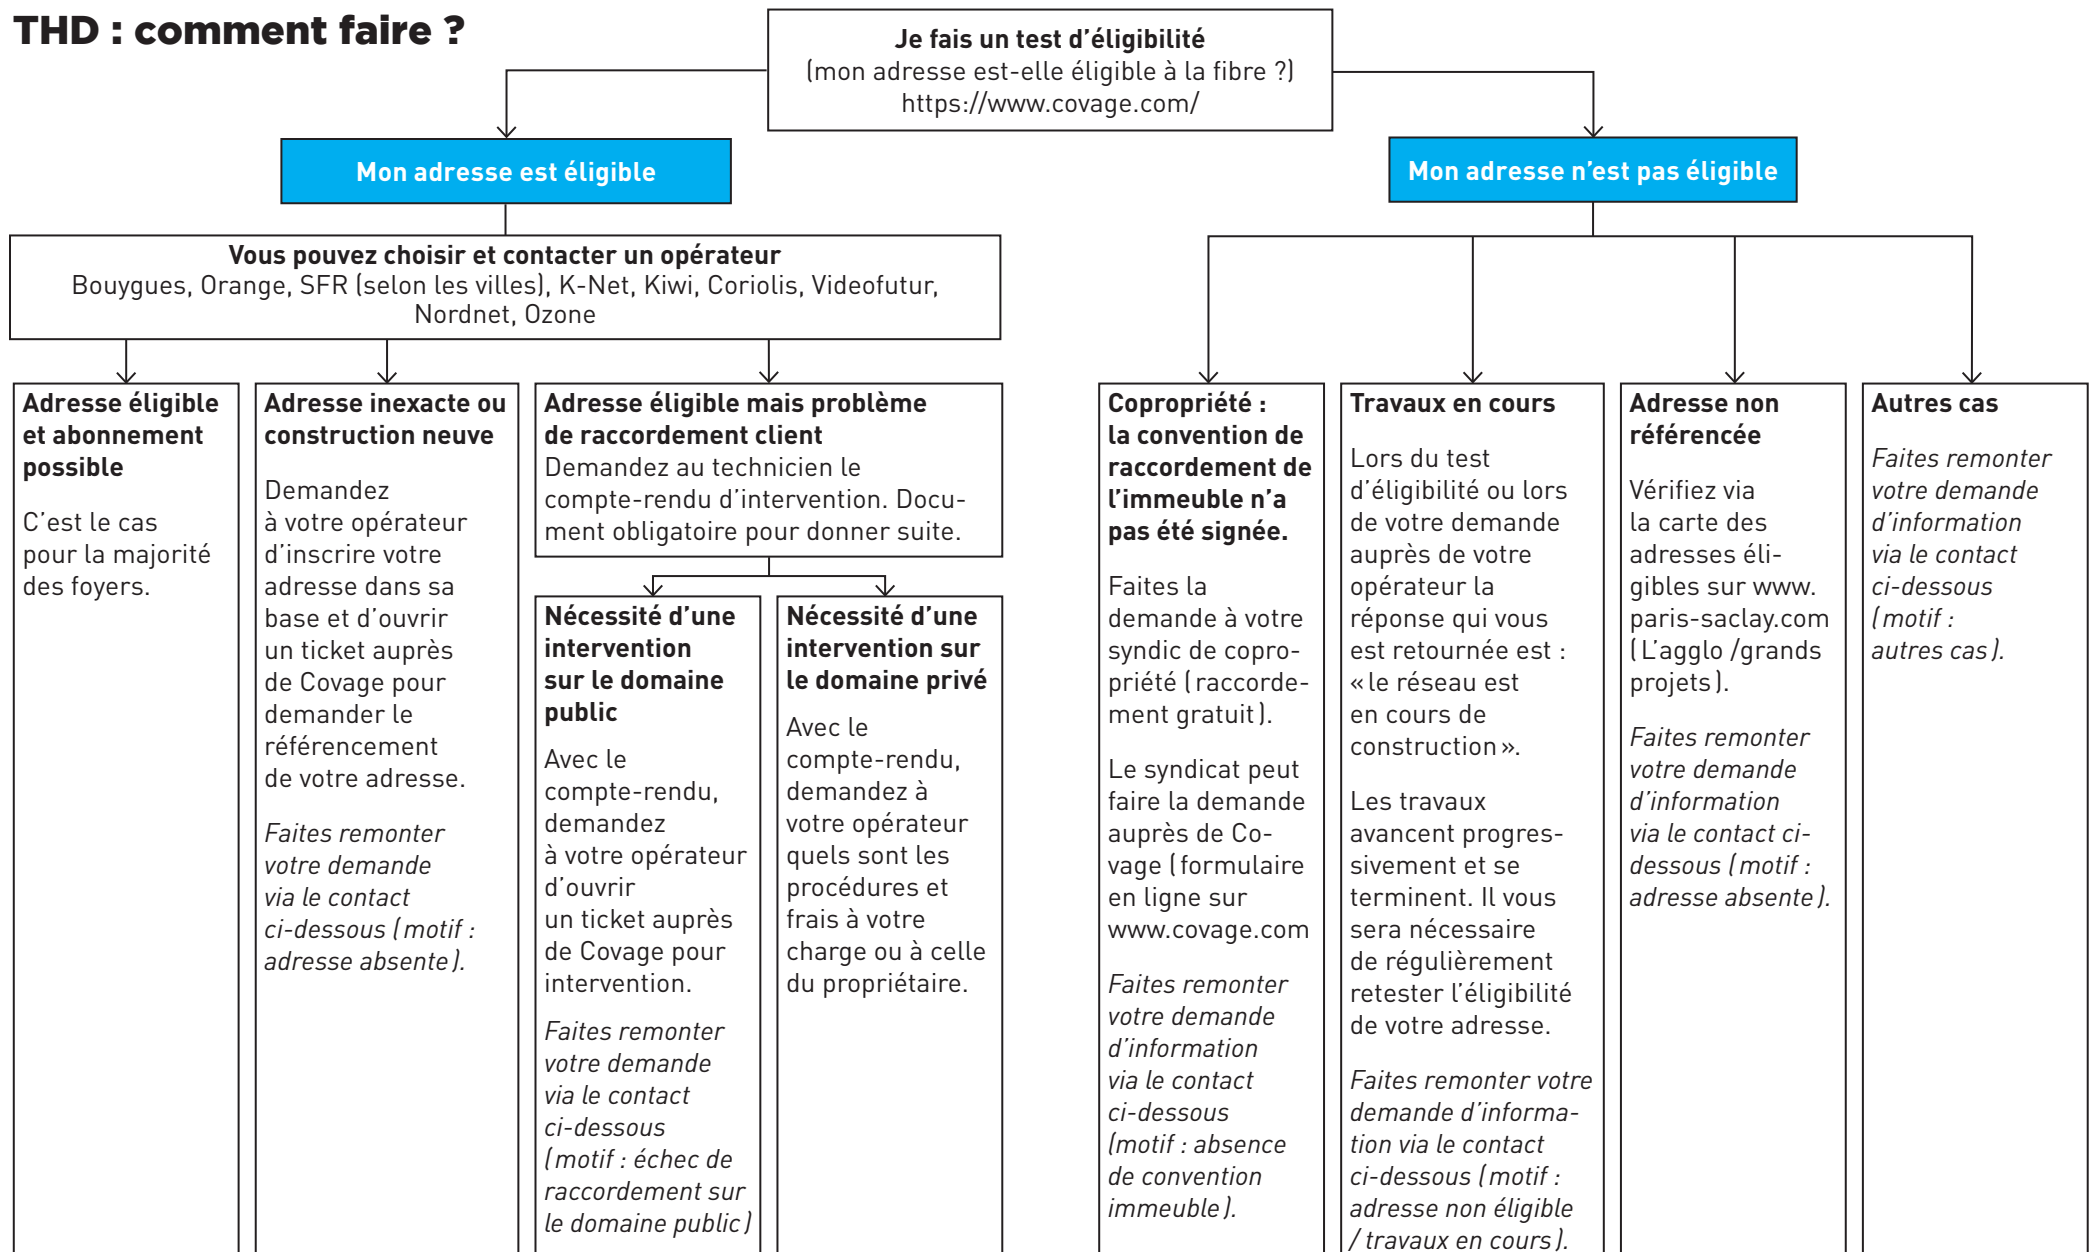 THD : comment faire ?
Je fais un test d’éligibilité
(mon adresse est-elle éligible à la fibre ?)
https://www.covage.com/
Mon adresse est éligible
Mon adresse n’est pas éligible
Vous pouvez choisir et contacter un opérateur
Bouygues, Orange, SFR (selon les villes), K-Net, Kiwi, Coriolis, Videofutur,
Nordnet, Ozone
Adresse éligible
et abonnement
possible
C’est le cas
pour la majorité
des foyers.
Adresse inexacte ou
construction neuve
Demandez
à votre opérateur
d’inscrire votre
adresse dans sa
base et d’ouvrir
un ticket auprès
de Covage pour
demander le
référencement
de votre adresse.
Faites remonter
votre demande
via le contact
ci-dessous (motif :
adresse absente).
Adresse éligible mais problème
de raccordement client
Demandez au technicien le
compte-rendu d’intervention. Docu-
ment obligatoire pour donner suite.
Nécessité d’une
intervention
sur le domaine
public
Avec le
compte-rendu,
demandez
à votre opérateur
d’ouvrir
un ticket auprès
de Covage pour
intervention.
Faites remonter
votre demande
via le contact
ci-dessous
(motif : échec de
raccordement sur
le domaine public)
Nécessité d’une
intervention sur
le domaine privé
Avec le
compte-rendu,
demandez à
votre opérateur
quels sont les
procédures et
frais à votre
charge ou à celle
du propriétaire.
Copropriété :
la convention de
raccordement de
l’immeuble n’a
pas été signée.
Faites la
demande à votre
syndic de copro-
priété (raccorde-
ment gratuit).
Le syndicat peut
faire la demande
auprès de Co-
vage (formulaire
en ligne sur
www.covage.com
Faites remonter
votre demande
d’information
via le contact
ci-dessous
(motif : absence
de convention
immeuble).
Travaux en cours
Lors du test
d’éligibilité ou lors
de votre demande
auprès de votre
opérateur la
réponse qui vous
est retournée est :
« le réseau est
en cours de
construction ».
Les travaux
avancent progres-
sivement et se
terminent. Il vous
sera nécessaire
de régulièrement
retester l’éligibilité
de votre adresse.
Faites remonter votre
demande d’informa-
tion via le contact
ci-dessous (motif :
adresse non éligible
/ travaux en cours).
Adresse non
référencée
Vérifiez via
la carte des
adresses éli-
gibles sur www.
paris-saclay.com
(L’agglo /grands
projets).
Faites remonter
votre demande
d’information
via le contact ci-
dessous (motif :
adresse absente).
Autres cas
Faites remonter
votre demande
d’information
via le contact
ci-dessous
(motif :
autres cas).